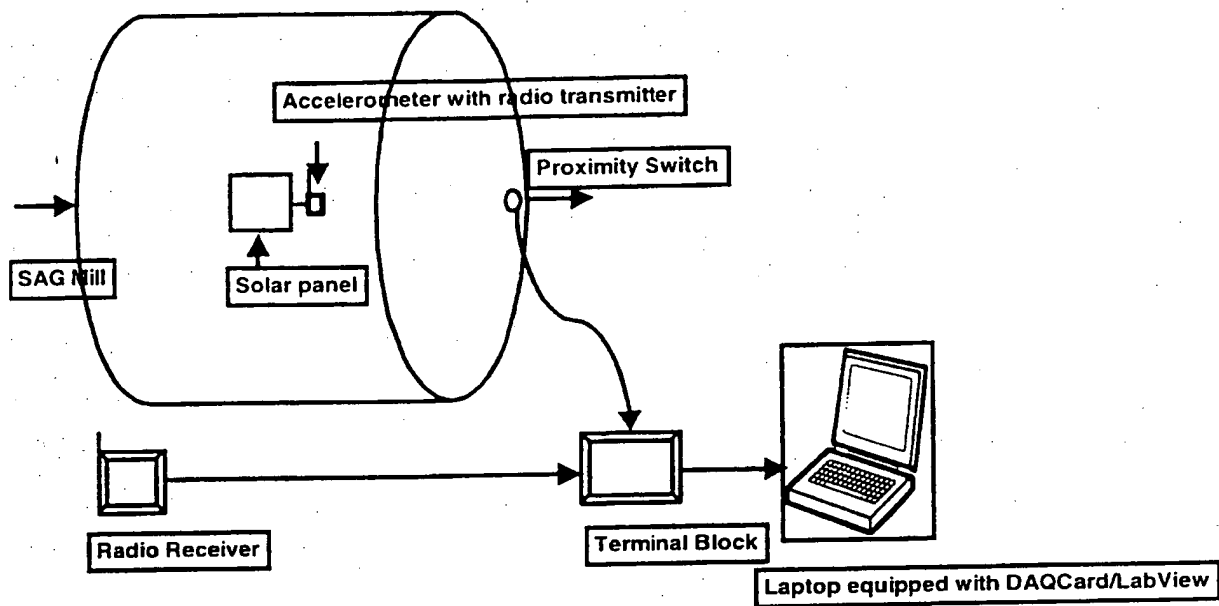 Accelerometer with radio transmitter
Proximity Switch
SAG Mill
Solar panel
Radio Receiver
Terminal Block
Laptop equipped with DAQCard/LabView